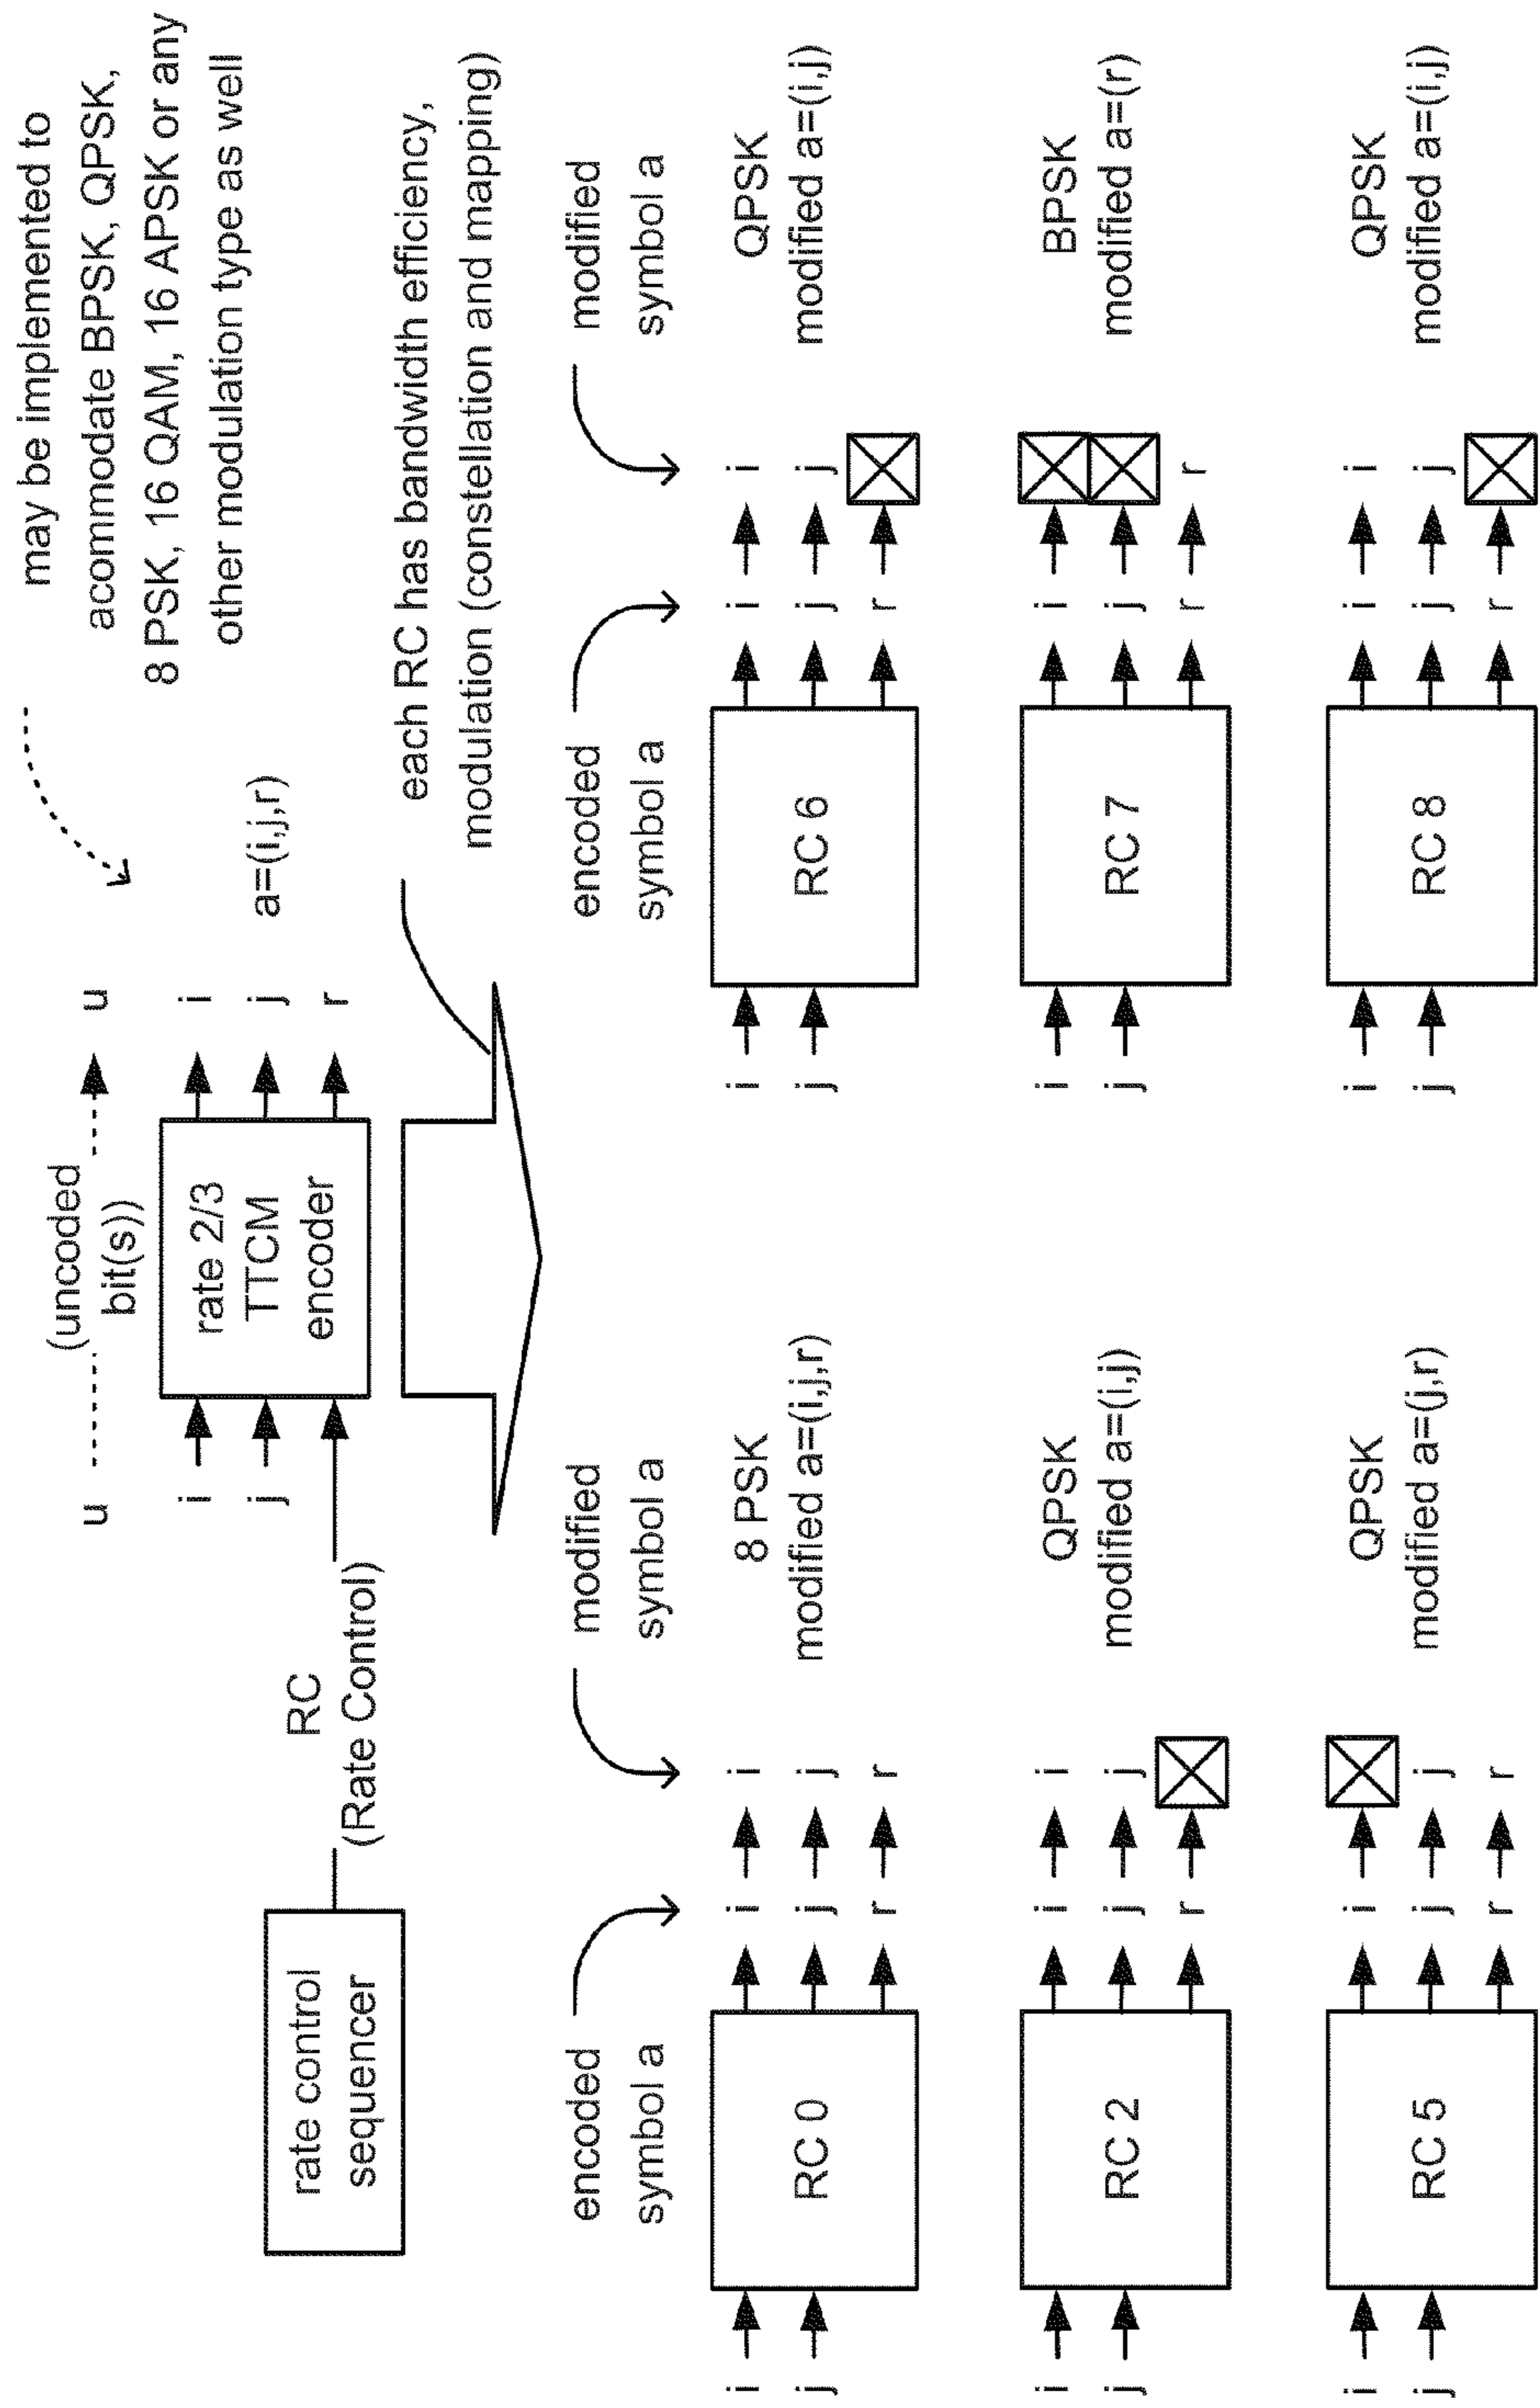 may be implemented to
acommodate BPSK, QPSK,
8 PSK, 16 QAM, 16 APSK or any
other modulation type as well
u
(uncoded
bit(s))
u
i
j
rate 2/3
TTCM
encoder
i
j
r
a=(i,j,r)
rate control
sequencer
RC
(Rate Control)
each RC has bandwidth efficiency,
modulation (constellation and mapping)
encoded
symbol a
modified
symbol a
i
j
RC 0
i
j
r
i
j
r
8 PSK
modified a=(i,j,r)
i
j
RC 2
i
j
r
i
j
QPSK
modified a=(i,j)
i
j
RC 5
i
j
r
j
r
QPSK
modified a=(j,r)
encoded
symbol a
modified
symbol a
i
j
RC 6
i
j
r
i
j
QPSK
modified a=(i,j)
i
j
RC 7
i
j
r
r
BPSK
modified a=(r)
i
j
RC 8
i
j
r
i
j
QPSK
modified a=(i,j)